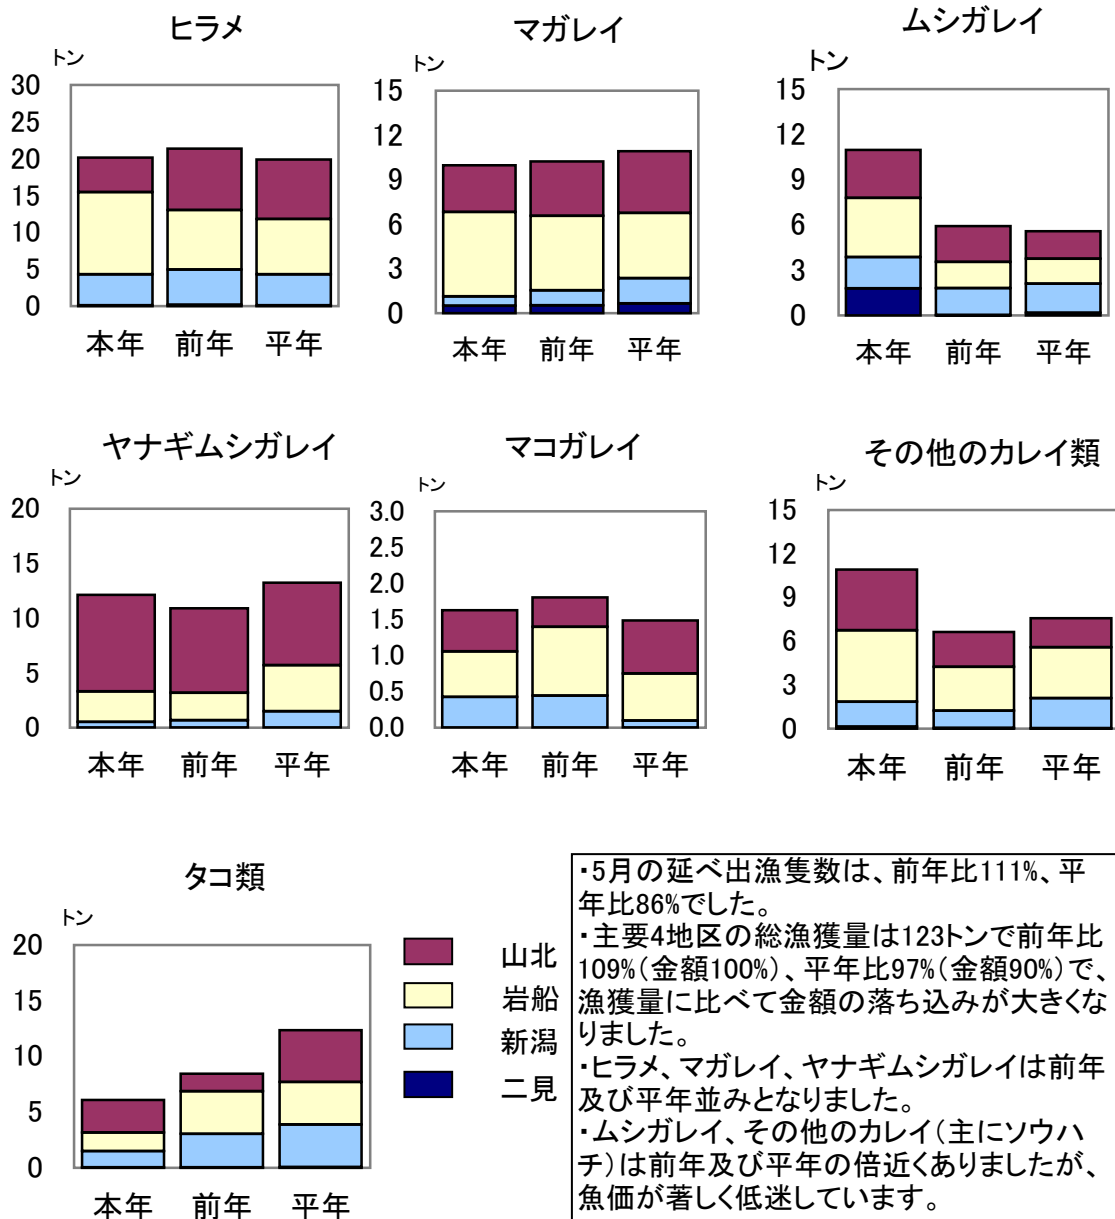 ヒラメ
トン
30
25
20
15
10
5
0
本年 前年 平年
マガレイ
トン
15
12
9
6
3
0
本年 前年 平年
ムシガレイ
トン
15
12
9
6
3
0
本年 前年 平年
ヤナギムシガレイ
トン
20
15
10
5
0
本年 前年 平年
マコガレイ
トン
3.0
2.5
2.0
1.5
1.0
0.5
0.0
本年 前年 平年
その他のカレイ類
トン
15
12
9
6
3
0
本年 前年 平年
タコ類
トン
20
15
10
5
0
本年 前年 平年
山北
岩船
新潟
二見
・5月の延べ出漁隻数は、前年比111%、平
年比86%でした。
・主要4地区の総漁獲量は123トンで前年比
109%(金額100%)、平年比97%(金額90%)で、
漁獲量に比べて金額の落ち込みが大きくな
りました。
・ヒラメ、マガレイ、ヤナギムシガレイは前年
及び平年並みとなりました。
・ムシガレイ、その他のカレイ(主にソウハ
チ)は前年及び平年の倍近くありましたが、
魚価が著しく低迷しています。